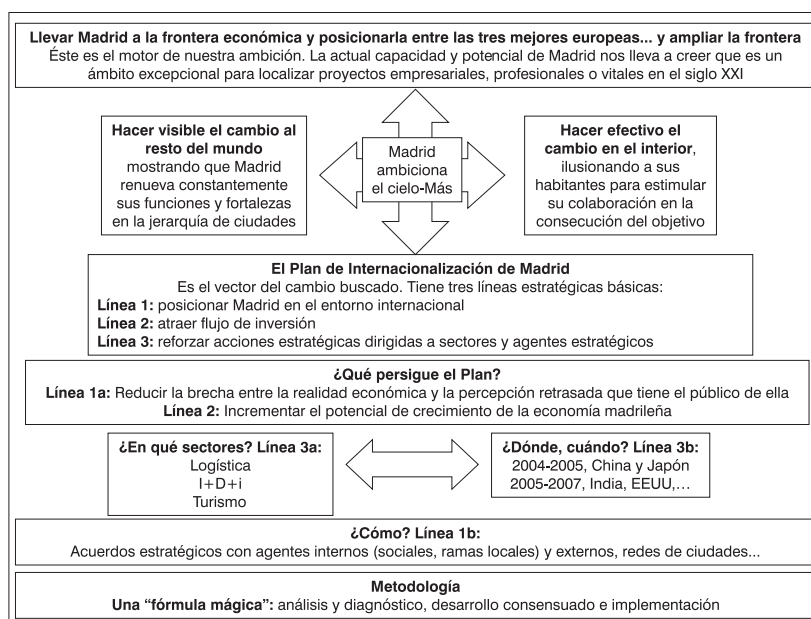 Llevar Madrid a la frontera económica y posicionarla entre las tres mejores europeas... y ampliar la frontera
Éste es el motor de nuestra ambición. La actual capacidad y potencial de Madrid nos lleva a creer que es un
ámbito excepcional para localizar proyectos empresariales, profesionales o vitales en el siglo XXI
Hacer visible el cambio al
resto del mundo
mostrando que Madrid
renueva constantemente
sus funciones y fortalezas
en la jerarquía de ciudades
Madrid
ambiciona
el cielo-Más
Hacer efectivo el
cambio en el interior,
ilusionando a sus
habitantes para estimular
su colaboración en la
consecución del objetivo
El Plan de Internacionalización de Madrid
Es el vector del cambio buscado. Tiene tres líneas estratégicas básicas:
Línea 1: posicionar Madrid en el entorno internacional
Línea 2: atraer flujo de inversión
Línea 3: reforzar acciones estratégicas dirigidas a sectores y agentes estratégicos
¿Qué persigue el Plan?
Línea 1a: Reducir la brecha entre la realidad económica y la percepción retrasada que tiene el público de ella
Línea 2: Incrementar el potencial de crecimiento de la economía madrileña
¿En qué sectores? Línea 3a:
Logística
I+D+i
Turismo
¿Dónde, cuándo? Línea 3b:
2004-2005, China y Japón
2005-2007, India, EEUU,...
¿Cómo? Línea 1b:
Acuerdos estratégicos con agentes internos (sociales, ramas locales) y externos, redes de ciudades...
Metodología
Una “fórmula mágica”: análisis y diagnóstico, desarrollo consensuado e implementación